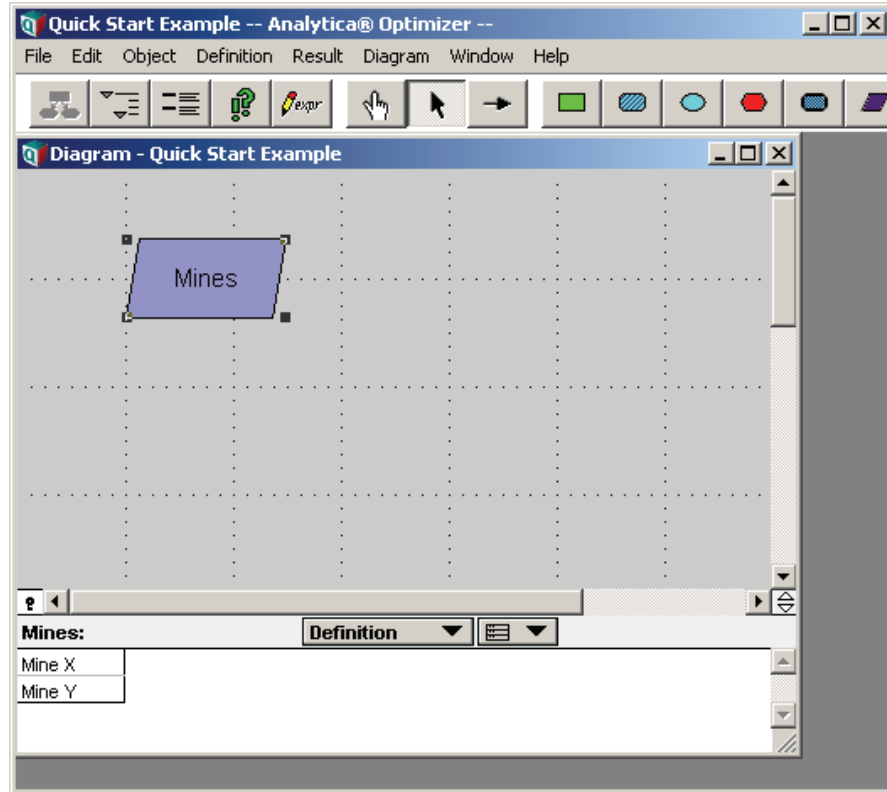 Quick Start Example -- Analytica® Optimizer --
File Edit Object Definition Result Diagram Window Help
expr
Diagram - Quick Start Example
Mines
Mines: Definition
Mine X
Mine Y